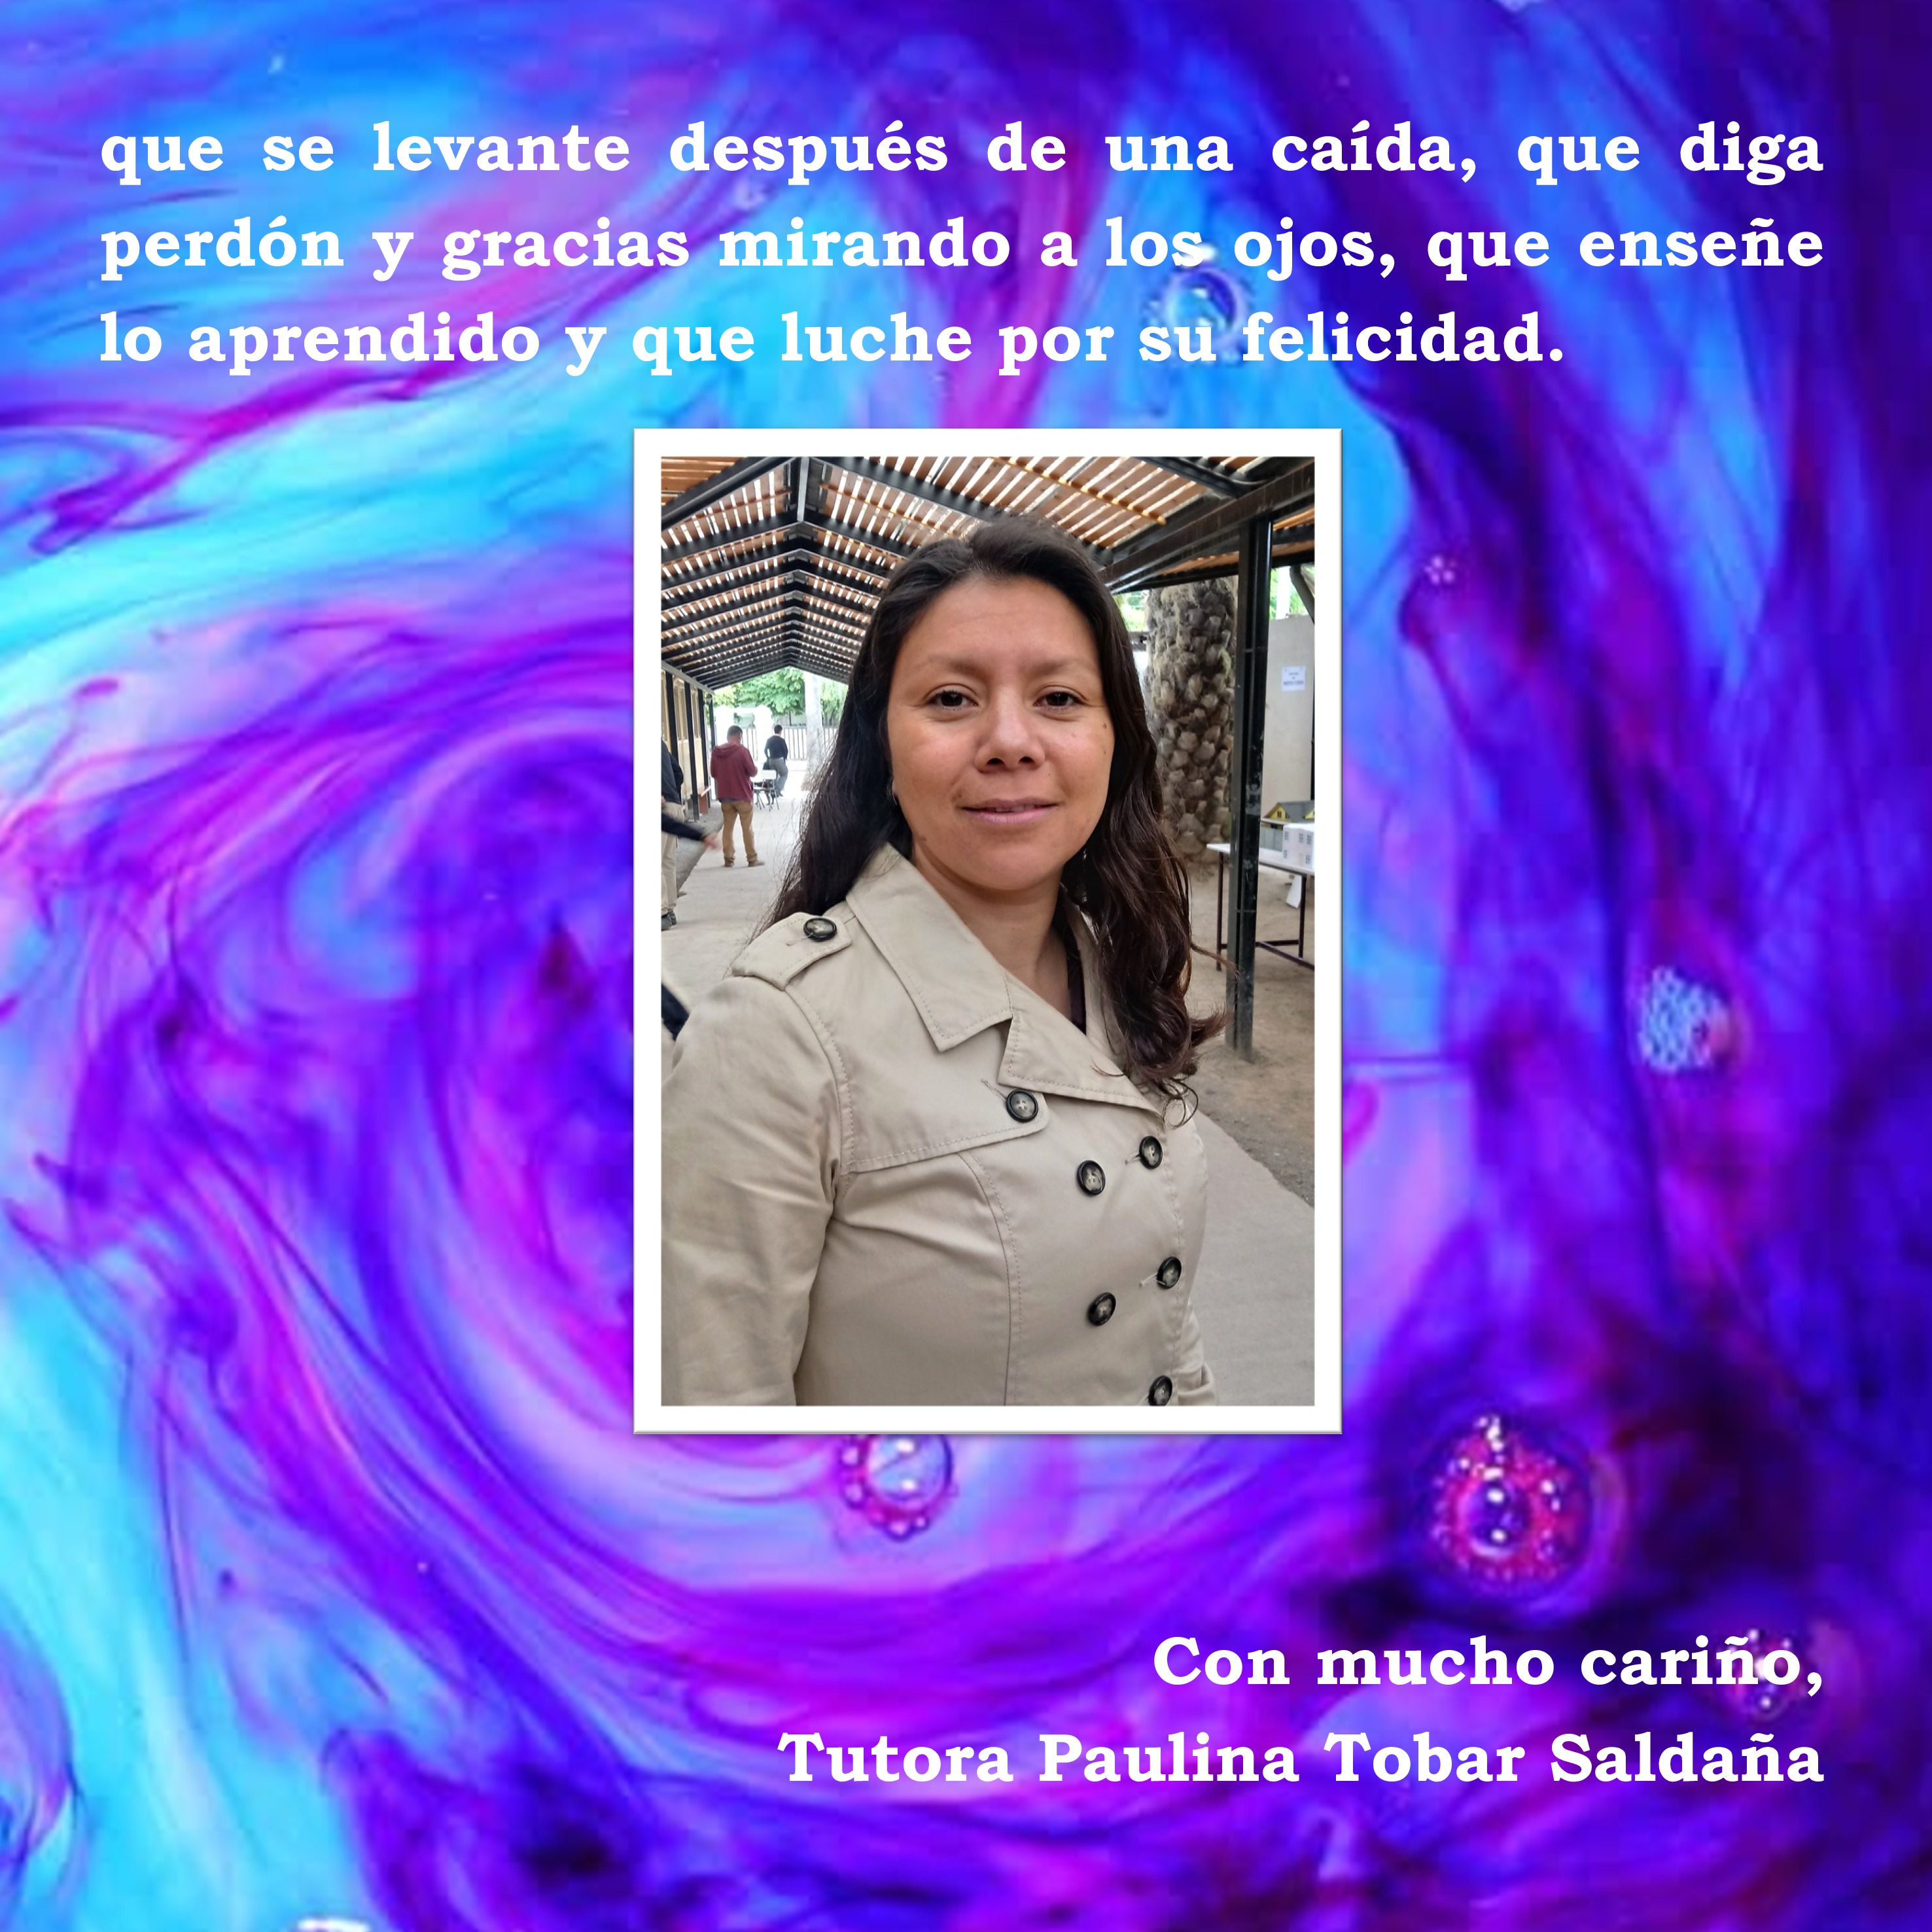 que se levante después de una caída, que diga
perdón y gracias mirando a los ojos, que enseñe
lo aprendido y que luche por su felicidad.
Con mucho cariño,
Tutora Paulina Tobar Saldaña